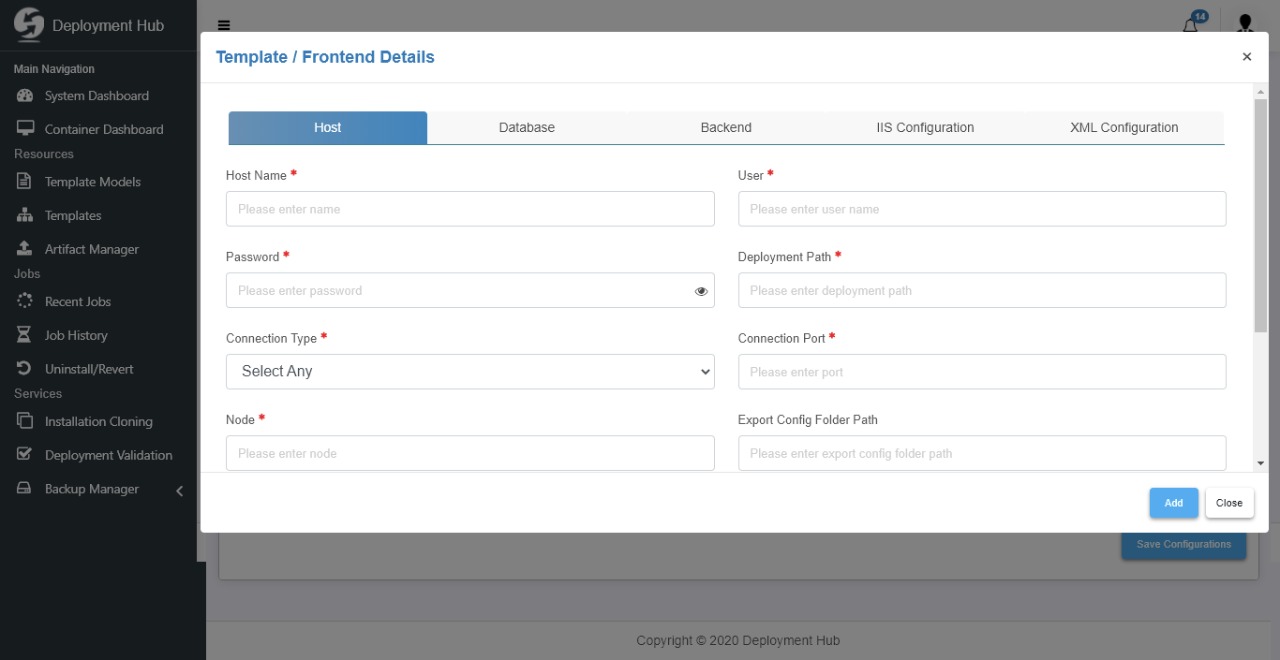 Deployment Hub
14
Template / Frontend Details
×
Main Navigation
System Dashboard
Container Dashboard
Resources
Template Models
Templates
Artifact Manager
Jobs
Recent Jobs
Job History
Uninstall/Revert
Services
Installation Cloning
Deployment Validation
Backup Manager
Host Database Backend IIS Configuration XML Configuration
Host Name * User *
Please enter name Please enter user name
Password * Deployment Path *
Please enter password Please enter deployment path
Connection Type * Connection Port *
Select Any Please enter port
Node * Export Config Folder Path
Please enter node Please enter export config folder path
Add Close
Save Configurations
Copyright © 2020 Deployment Hub